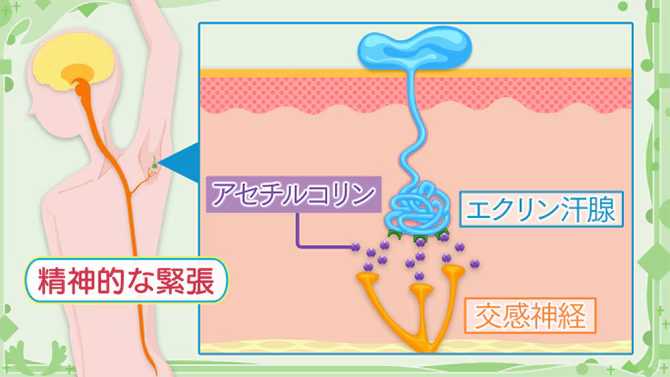 アセチルコリン
エクリン汗腺
精神的な緊張
交感神経